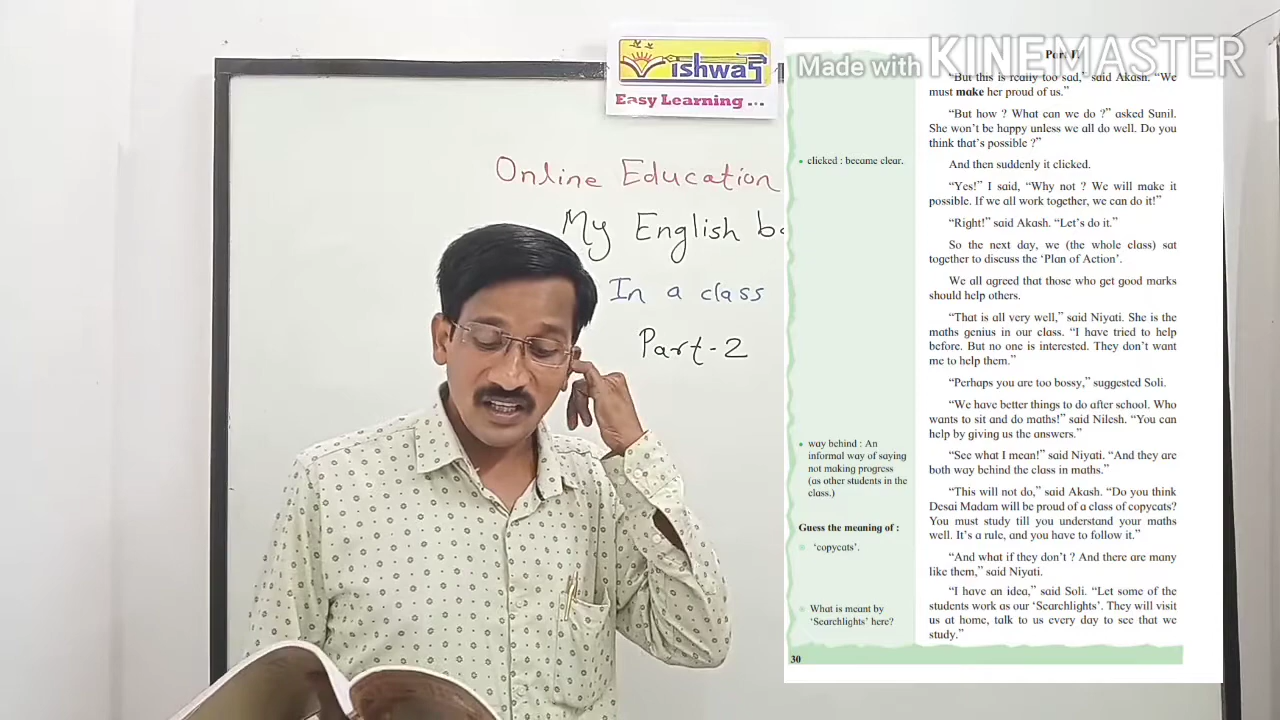 ishwas
Easy Learning ...
Online Education
My English b
In a class
Part-2
Made with KINEMASTER
"But this is really too sad," said Akash. "We
must make her proud of us."
"But how ? What can we do ?" asked Sunil.
She won't be happy unless we all do well. Do you
think that's possible ?"
• clicked : became clear.
And then suddenly it clicked.
"Yes!" I said, "Why not ? We will make it
possible. If we all work together, we can do it!"
"Right!" said Akash. "Let's do it."
So the next day, we (the whole class) sat
together to discuss the 'Plan of Action'.
We all agreed that those who get good marks
should help others.
"That is all very well," said Niyati. She is the
maths genius in our class. "I have tried to help
before. But no one is interested. They don't want
me to help them."
"Perhaps you are too bossy," suggested Soli.
"We have better things to do after school. Who
wants to sit and do maths!" said Nilesh. "You can
help by giving us the answers."
• way behind : An
informal way of saying
not making progress
(as other students in the
class.)
"See what I mean!" said Niyati. "And they are
both way behind the class in maths."
"This will not do," said Akash. "Do you think
Desai Madam will be proud of a class of copycats?
You must study till you understand your maths
well. It's a rule, and you have to follow it."
Guess the meaning of :
'copycats'.
"And what if they don't ? And there are many
like them," said Niyati.
"I have an idea," said Soli. "Let some of the
students work as our 'Searchlights'. They will visit
us at home, talk to us every day to see that we
study."
What is meant by
'Searchlights' here?
30